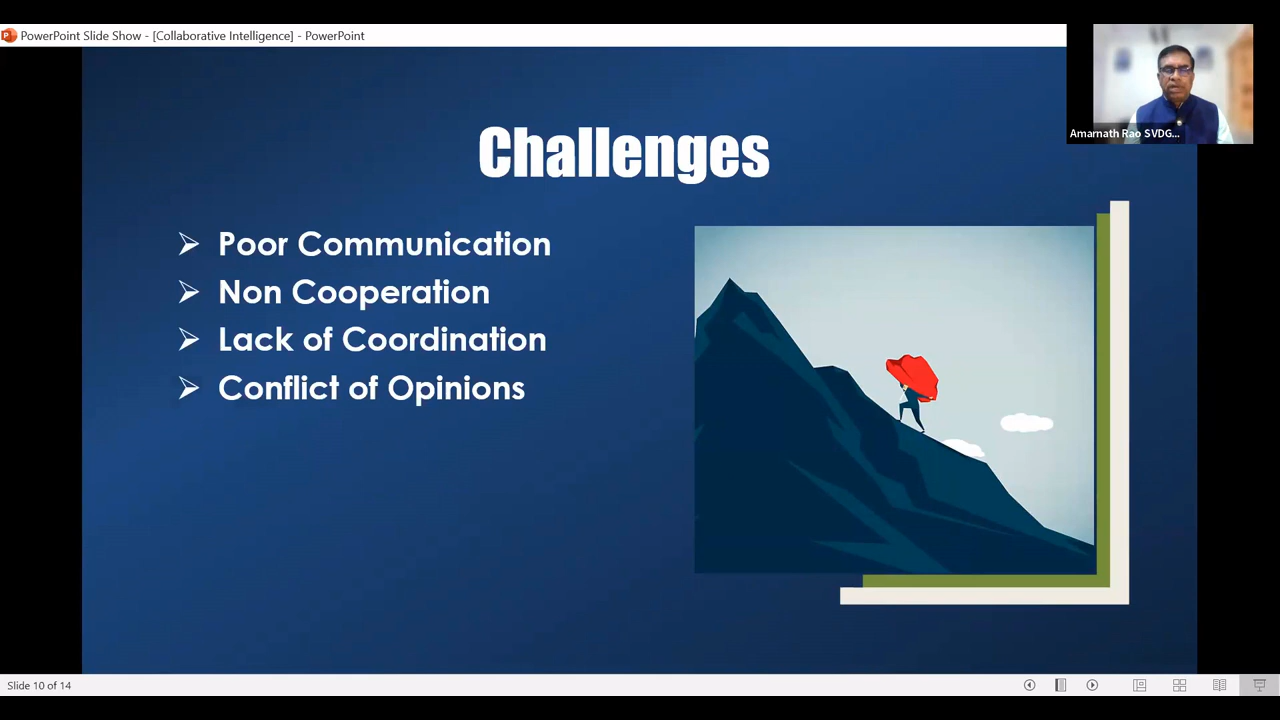 PowerPoint Slide Show - [Collaborative Intelligence] - PowerPoint
Amarnath Rao SVDG...
Challenges
➢ Poor Communication
➢ Non Cooperation
➢ Lack of Coordination
➢ Conflict of Opinions
Slide 10 of 14